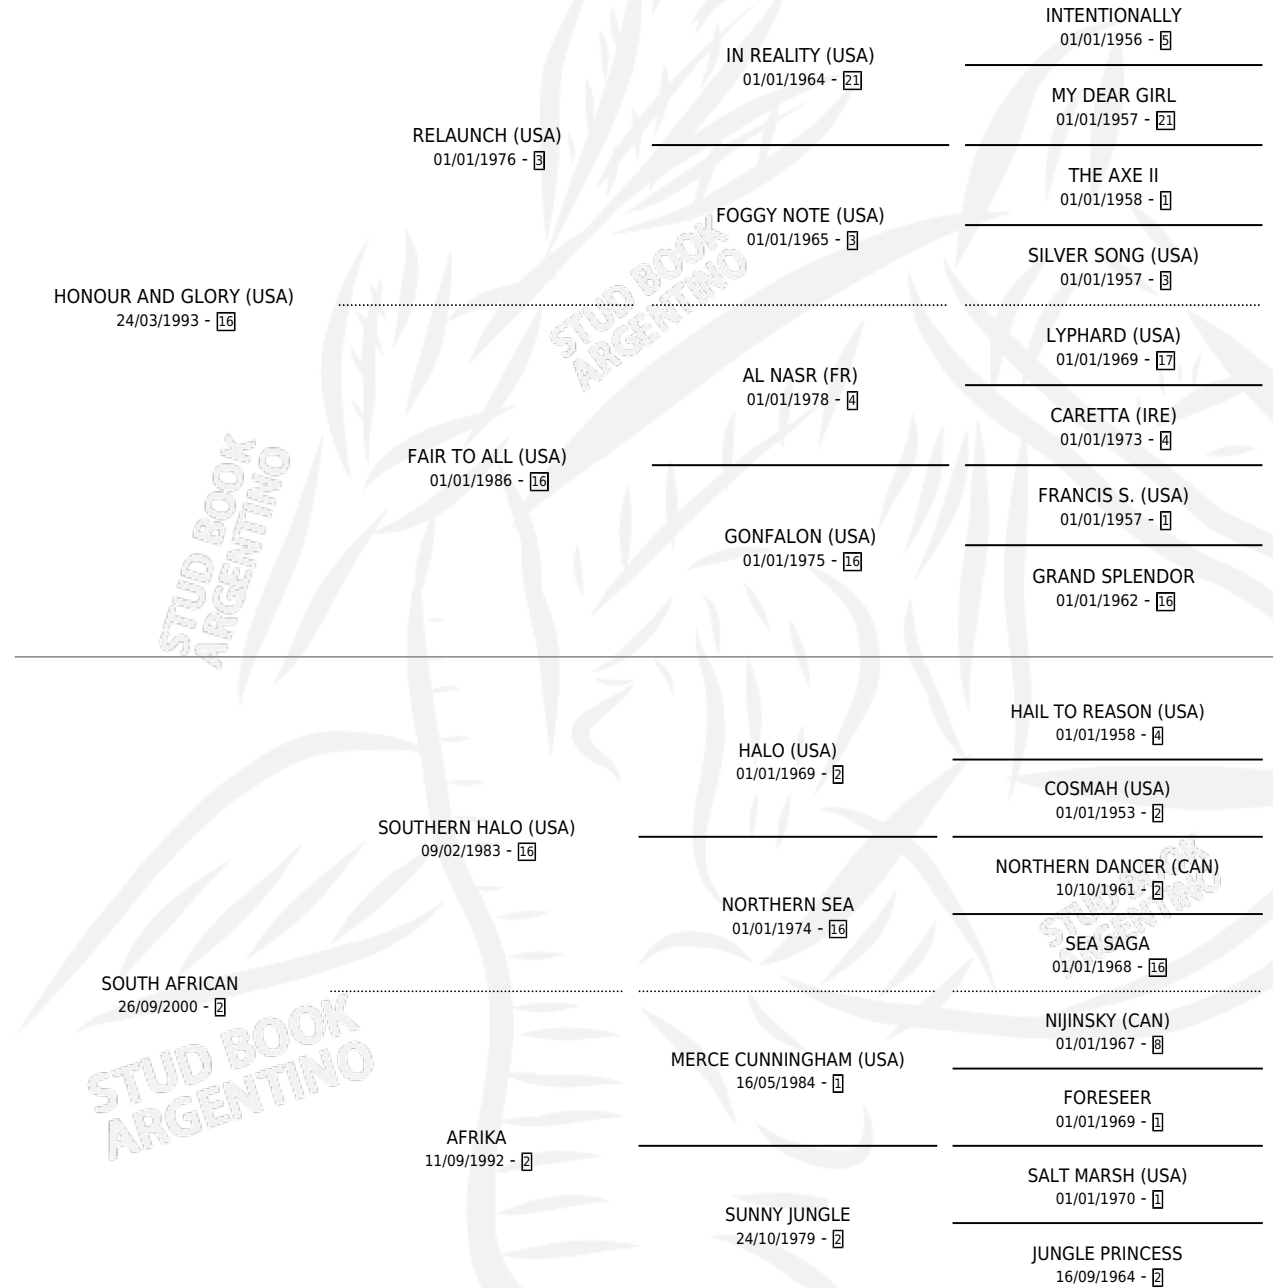 INTENTIONALLY
01/01/1956 - 5
IN REALITY (USA)
01/01/1964 - 21
MY DEAR GIRL
01/01/1957 - 21
RELAUNCH (USA)
01/01/1976 - 3
THE AXE II
01/01/1958 - 1
FOGGY NOTE (USA)
01/01/1965 - 3
SILVER SONG (USA)
01/01/1957 - 3
HONOUR AND GLORY (USA)
24/03/1993 - 16
LYPHARD (USA)
01/01/1969 - 17
AL NASR (FR)
01/01/1978 - 4
CARETTA (IRE)
01/01/1973 - 4
FAIR TO ALL (USA)
01/01/1986 - 16
FRANCIS S. (USA)
01/01/1957 - 1
GONFALON (USA)
01/01/1975 - 16
GRAND SPLENDOR
01/01/1962 - 16
HAIL TO REASON (USA)
01/01/1958 - 4
HALO (USA)
01/01/1969 - 2
COSMAH (USA)
01/01/1953 - 2
SOUTHERN HALO (USA)
09/02/1983 - 16
NORTHERN DANCER (CAN)
10/10/1961 - 2
NORTHERN SEA
01/01/1974 - 16
SEA SAGA
01/01/1968 - 16
SOUTH AFRICAN
26/09/2000 - 2
NIJINSKY (CAN)
01/01/1967 - 8
MERCE CUNNINGHAM (USA)
16/05/1984 - 1
FORESEER
01/01/1969 - 1
AFRIKA
11/09/1992 - 2
SALT MARSH (USA)
01/01/1970 - 1
SUNNY JUNGLE
24/10/1979 - 2
JUNGLE PRINCESS
16/09/1964 - 2
STUD BOOK
ARGENTINO
STUD BOOK
ARGENTINO
STUD BOOK
ARGENTINO
STUD BOOK
ARGENTINO